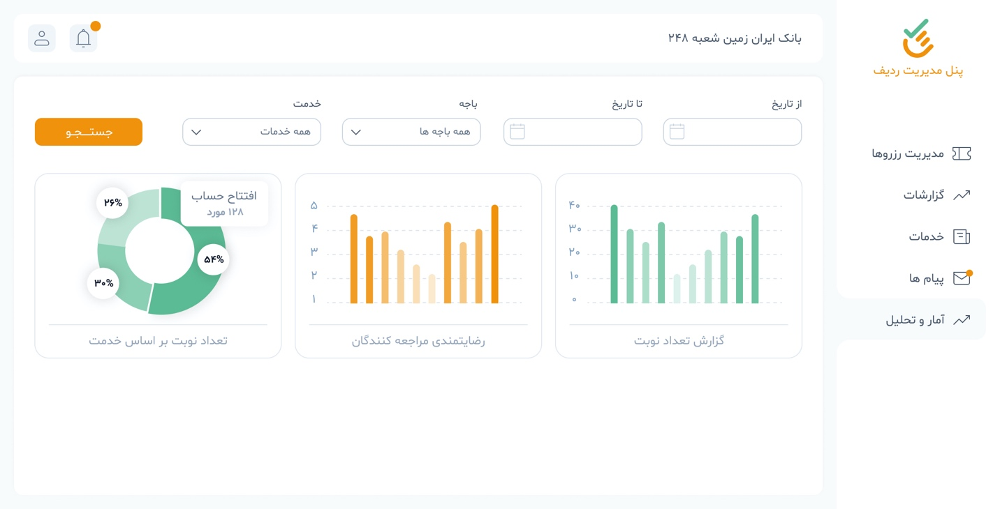 پنل مدیریت ردیف
مدیریت رزروها
گزارشات
خدمات
پیام ها
آمار و تحلیل
بانک ایران زمین شعبه ۲۴۸
از تاریخ
تا تاریخ
باجه
همه باجه ها
خدمت
همه خدمات
جستـــجـو
۴۰
۳۰
۲۰
۱۰
۰
گزارش تعداد نوبت
۵
۴
۳
۲
۱
رضایتمندی مراجعه کنندگان
افتتاح حساب
۱۲۸ مورد
۲۶%
۵۴%
۳۰%
تعداد نوبت بر اساس خدمت